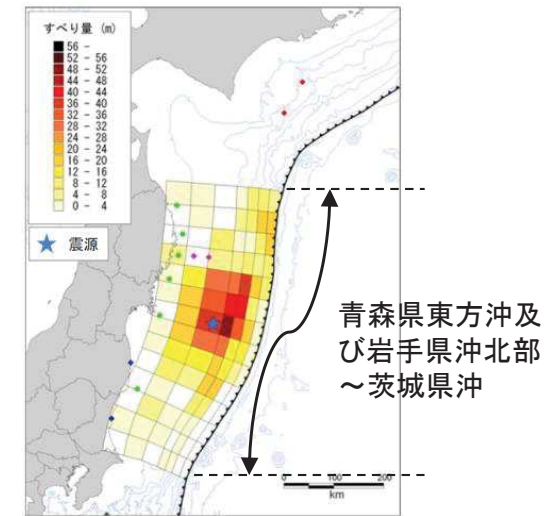 すべり量 (m)
56 -
52 - 56
48 - 52
44 - 48
40 - 44
36 - 40
32 - 36
28 - 32
24 - 28
20 - 24
16 - 20
12 - 16
8 - 12
4 - 8
0 - 4
震源
青森県東方沖及
び岩手県沖北部
～茨城県沖
0 100 200
km